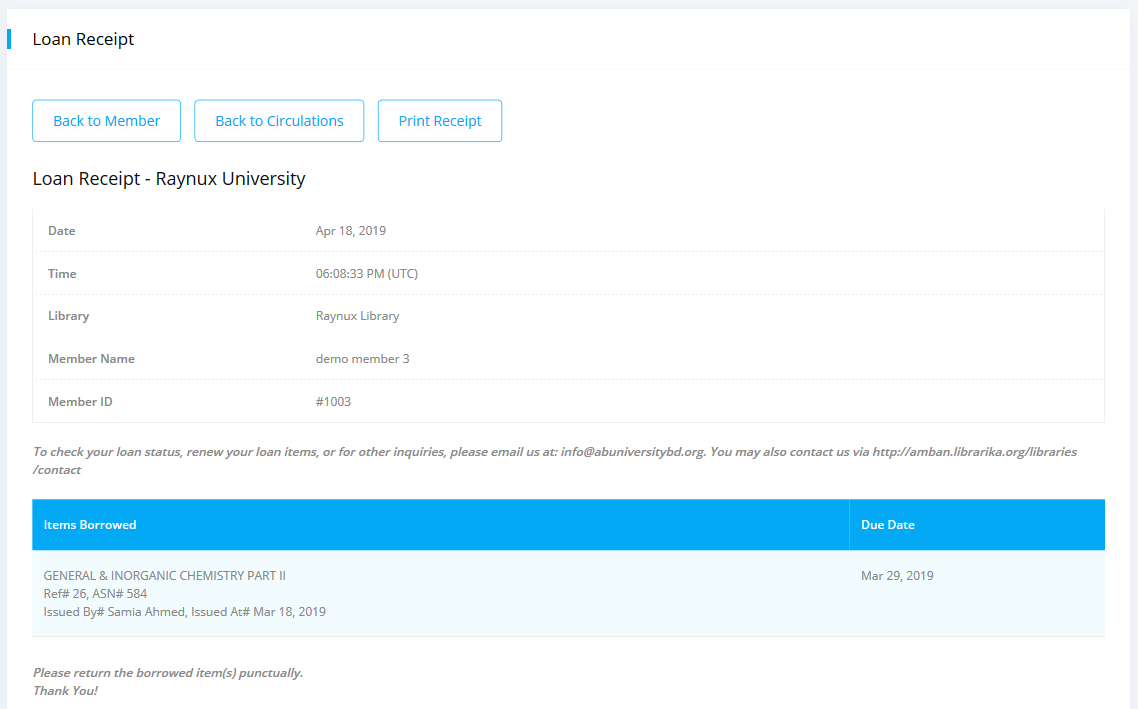 Loan Receipt
Back to Member
Back to Circulations
Print Receipt
Loan Receipt - Raynux University
Date Apr 18, 2019
Time 06:08:33 PM (UTC)
Library Raynux Library
Member Name demo member 3
Member ID #1003
To check your loan status, renew your loan items, or for other inquiries, please email us at: info@abuniversitybd.org. You may also contact us via http://amban.librarika.org/libraries
/contact
Items Borrowed Due Date
GENERAL & INORGANIC CHEMISTRY PART II Mar 29, 2019
Ref# 26, ASN# 584
Issued By# Samia Ahmed, Issued At# Mar 18, 2019
Please return the borrowed item(s) punctually.
Thank You!